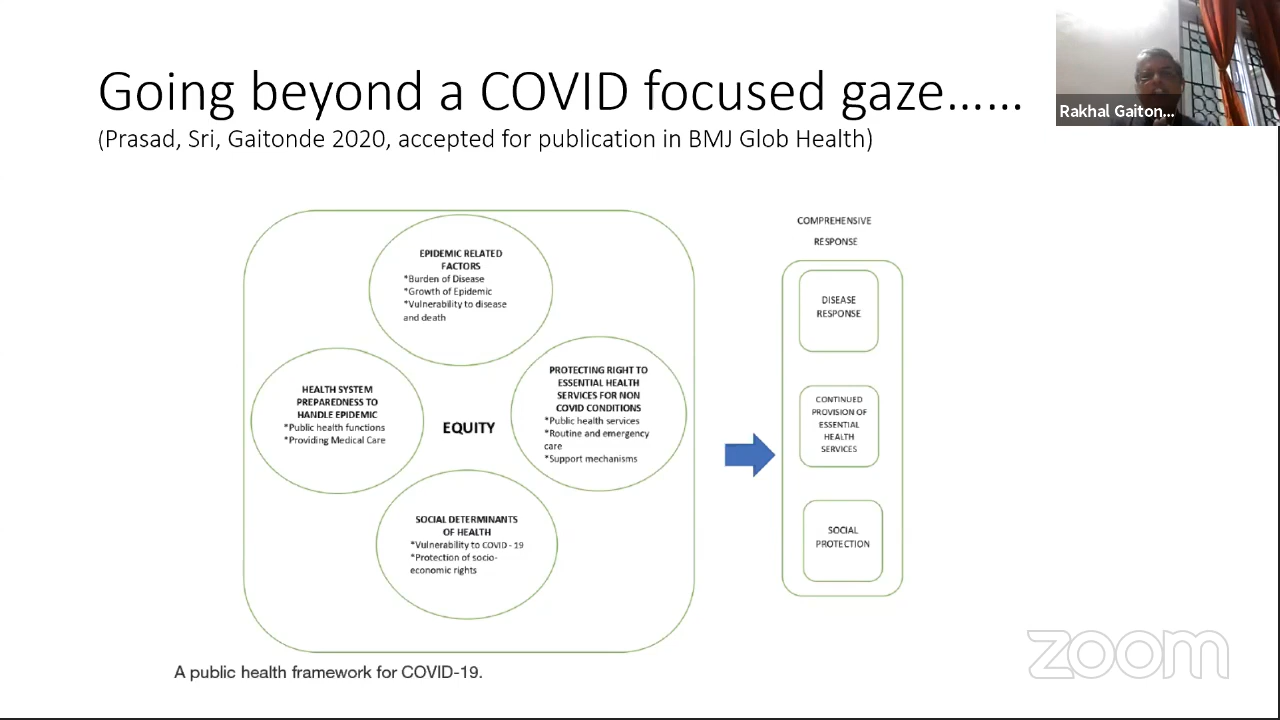 Going beyond a COVID focused gaze……
(Prasad, Sri, Gaitonde 2020, accepted for publication in BMJ Glob Health)
Rakhal Gaiton...
EPIDEMIC RELATED
FACTORS
*Burden of Disease
*Growth of Epidemic
*Vulnerability to disease
and death
HEALTH SYSTEM
PREPAREDNESS TO
HANDLE EPIDEMIC
*Public health functions
*Providing Medical Care
EQUITY
PROTECTING RIGHT TO
ESSENTIAL HEALTH
SERVICES FOR NON
COVID CONDITIONS
*Public health services
*Routine and emergency
care
*Support mechanisms
SOCIAL DETERMINANTS
OF HEALTH
*Vulnerability to COVID - 19
*Protection of socio-
economic rights
COMPREHENSIVE
RESPONSE
DISEASE
RESPONSE
CONTINUED
PROVISION OF
ESSENTIAL
HEALTH
SERVICES
SOCIAL
PROTECTION
A public health framework for COVID-19.
zoom